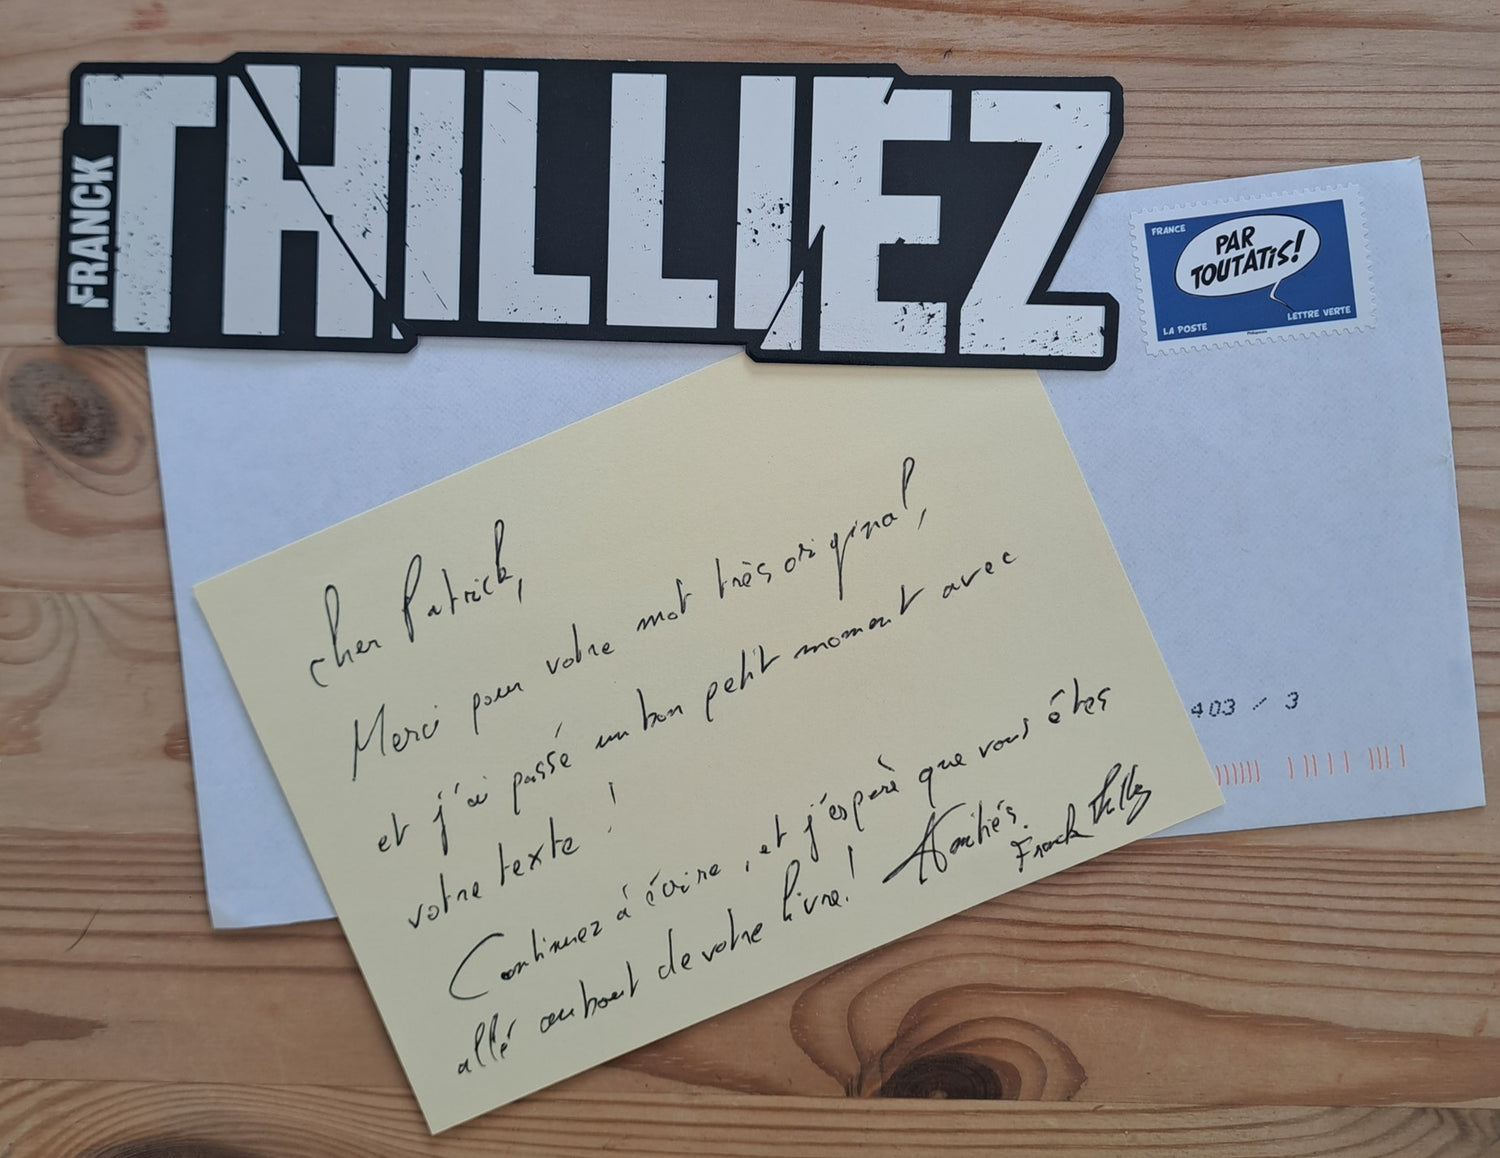 FRANCK
THILLIEZ
FRANCE
PAR
TOUTATIS!
LA POSTE
LETTRE VERTE
Cher Patrick,
Merci pour votre mot très original,
et j'ai passé un bon petit moment avec
votre texte !
Continuez à écrire, et j'espère que vous êtes
allé au bout de votre livre! Amitiés.
Franck Thilliez
403 / 3